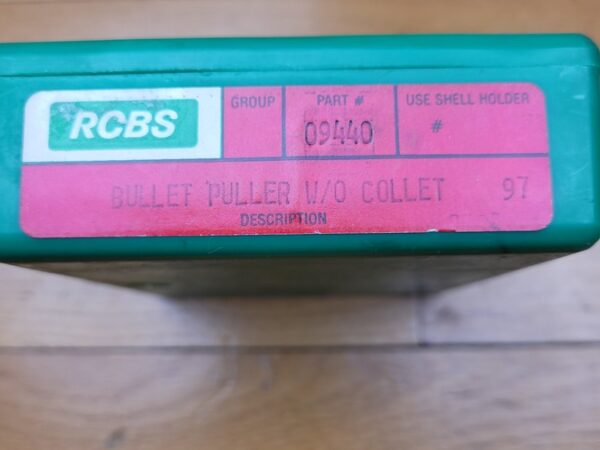 RCBS
GROUP
PART #
09440
USE SHELL HOLDER
#
BULLET PULLER W/O COLLET 97
DESCRIPTION